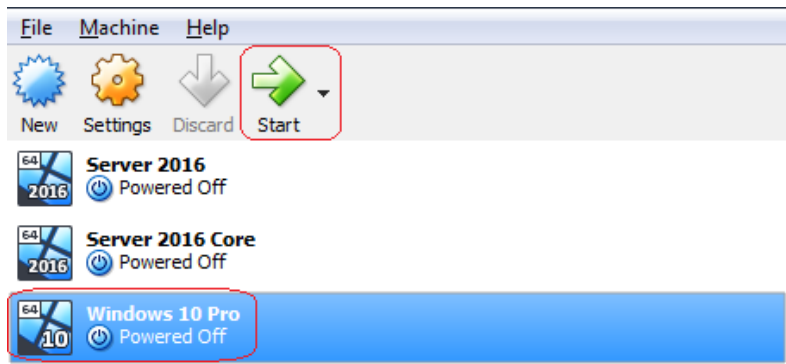 File Machine Help
New Settings Discard Start
64
2016
Server 2016
Powered Off
64
2016
Server 2016 Core
Powered Off
64
10
Windows 10 Pro
Powered Off